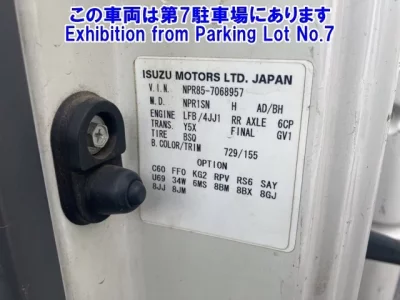 この車両は第7駐車場にあります
Exhibition from Parking Lot No.7
ISUZU MOTORS LTD. JAPAN
V.I.N. NPR85-7068957
M.D. NPR1SN H AD/BH
ENGINE LFB/4JJ1 RR AXLE 6CP
TRANS. Y5X FINAL GV1
TIRE BSQ
B.COLOR/TRIM 729/155
OPTION
C60 FF0 KG2 RPV RS6 SAY
U69 34W 6MS 8BM 8BX 8GJ
8JJ 8JM